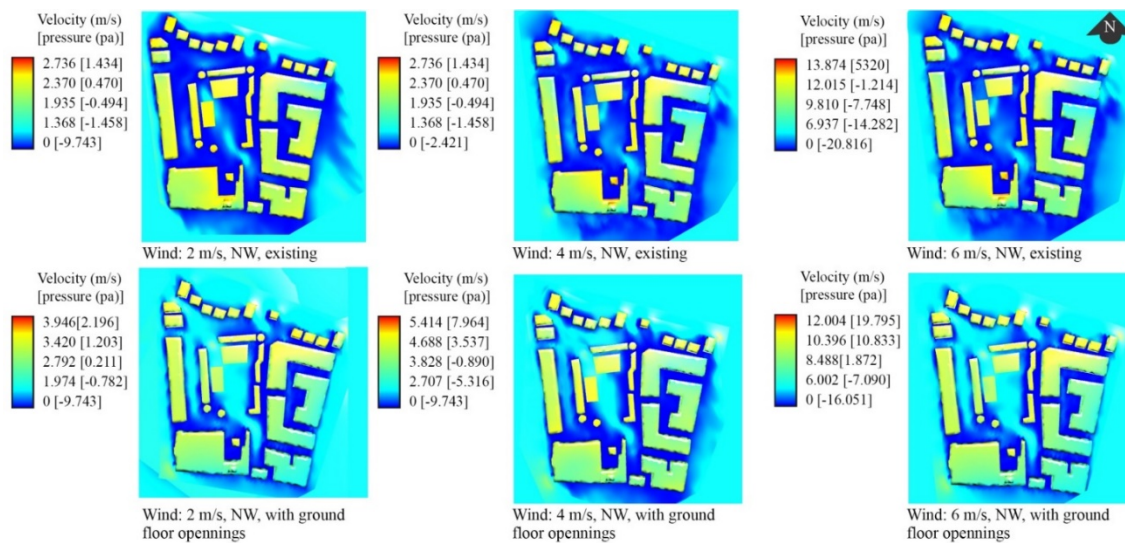 Velocity (m/s)
[pressure (pa)]
2.736 [1.434]
2.370 [0.470]
1.935 [-0.494]
1.368 [-1.458]
0 [-9.743]
Wind: 2 m/s, NW, existing
Velocity (m/s)
[pressure (pa)]
2.736 [1.434]
2.370 [0.470]
1.935 [-0.494]
1.368 [-1.458]
0 [-2.421]
Wind: 4 m/s, NW, existing
Velocity (m/s)
[pressure (pa)]
13.874 [5320]
12.015 [-1.214]
9.810 [-7.748]
6.937 [-14.282]
0 [-20.816]
N
Wind: 6 m/s, NW, existing
Velocity (m/s)
[pressure (pa)]
3.946[2.196]
3.420 [1.203]
2.792 [0.211]
1.974 [-0.782]
0 [-9.743]
Wind: 2 m/s, NW, with ground
floor opennings
Velocity (m/s)
[pressure (pa)]
5.414 [7.964]
4.688 [3.537]
3.828 [-0.890]
2.707 [-5.316]
0 [-9.743]
Wind: 4 m/s, NW, with ground
floor opennings
Velocity (m/s)
[pressure (pa)]
12.004 [19.795]
10.396 [10.833]
8.488 [1.872]
6.002 [-7.090]
0 [-16.051]
Wind: 6 m/s, NW, with ground
floor opennings